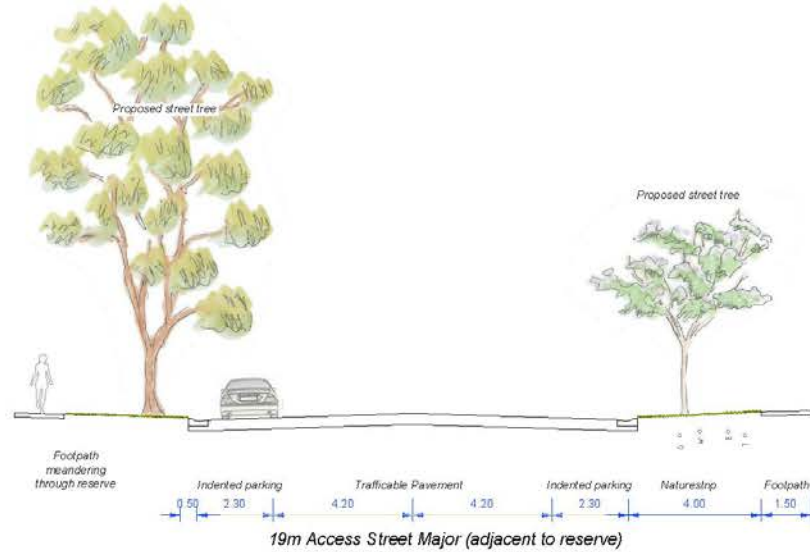 Proposed street tree
Proposed street tree
Footpath
meandering
through reserve
Indented parking
Trafficable Pavement
Indented parking
Naturestrip
Footpath
0.50
2.30
4.20
4.20
2.30
4.00
1.50
19m Access Street Major (adjacent to reserve)